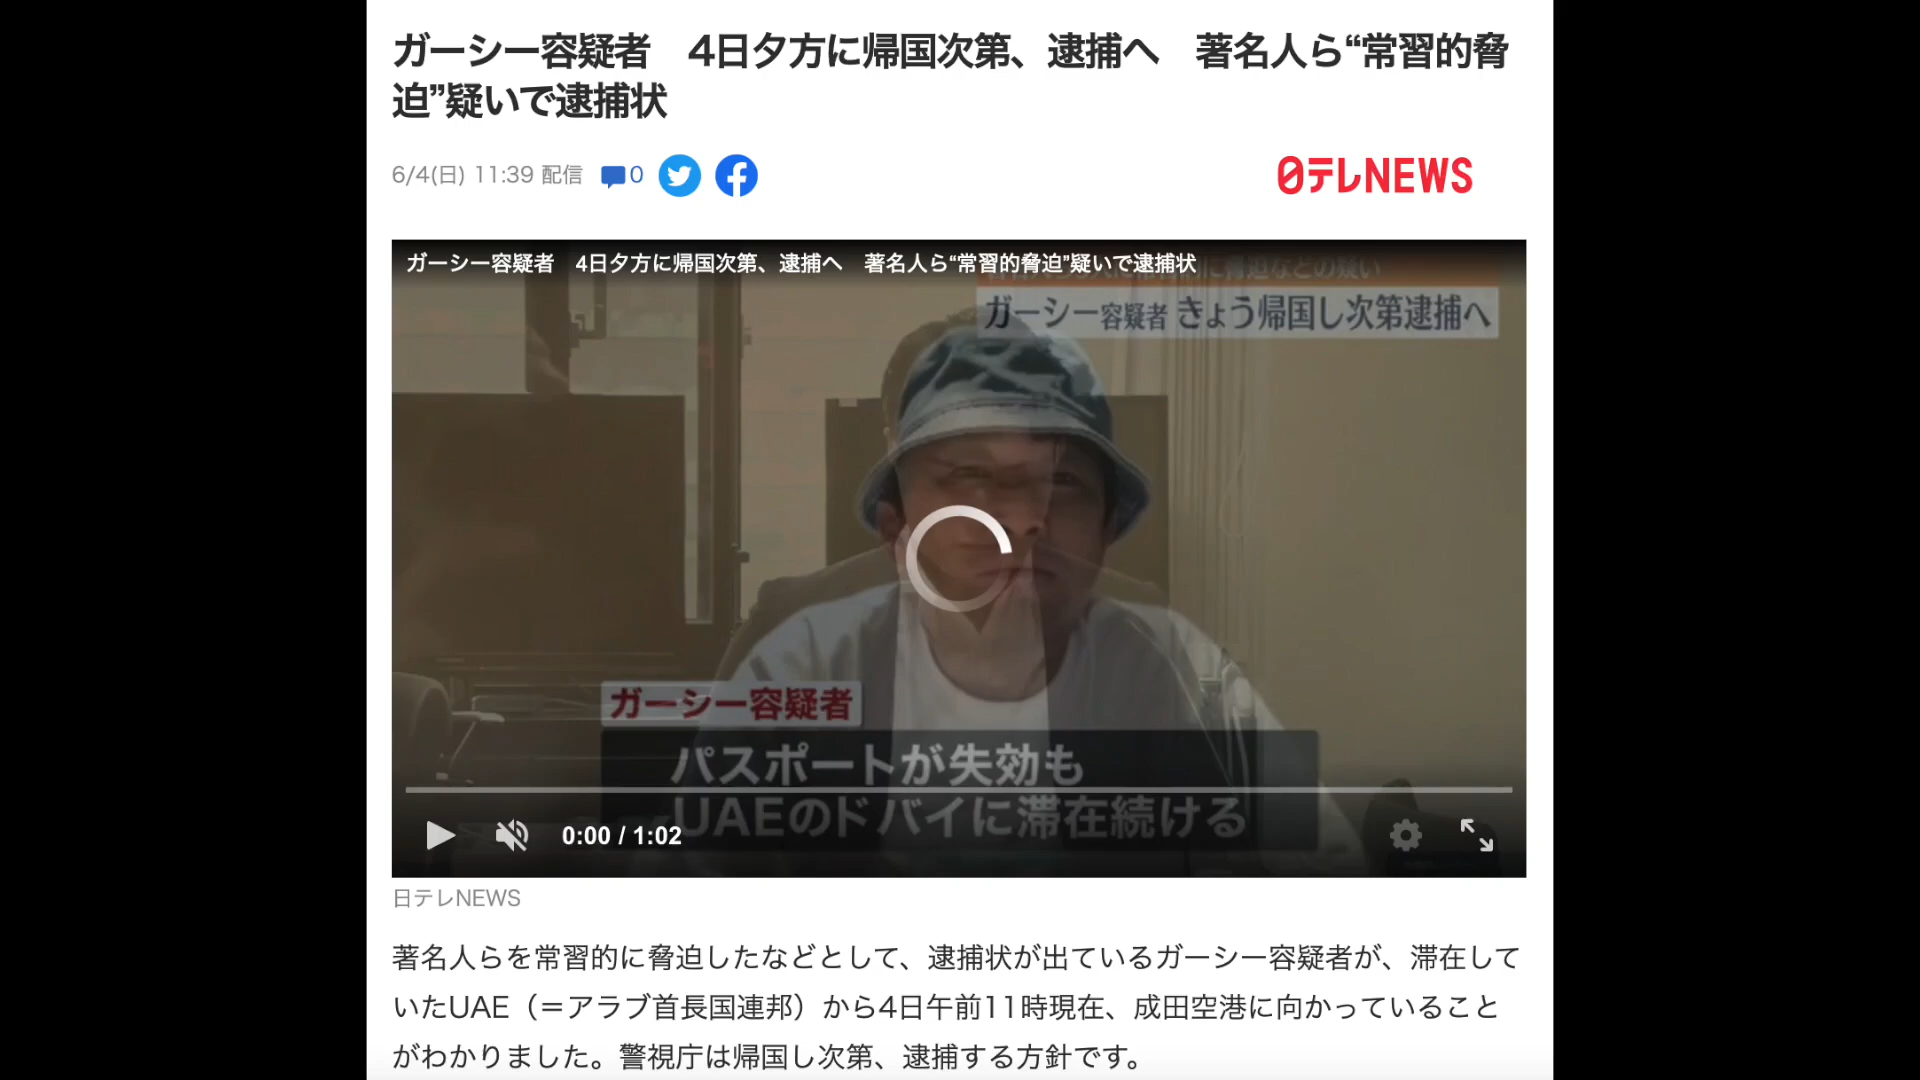 ガーシー容疑者　4日夕方に帰国次第、逮捕へ　著名人ら“常習的脅
迫”疑いで逮捕状
6/4(日) 11:39 配信 0
日テレNEWS
ガーシー容疑者　4日夕方に帰国次第、逮捕へ　著名人ら“常習的脅迫”疑いで逮捕状
に脅迫などの疑い
ガーシー容疑者 きょう帰国し次第逮捕へ
ガーシー容疑者
パスポートが失効も
UAEのドバイに滞在続ける
0:00 / 1:02
日テレNEWS
著名人らを常習的に脅迫したなどとして、逮捕状が出ているガーシー容疑者が、滞在して
いたUAE（＝アラブ首長国連邦）から4日午前11時現在、成田空港に向かっていること
がわかりました。警視庁は帰国し次第、逮捕する方針です。